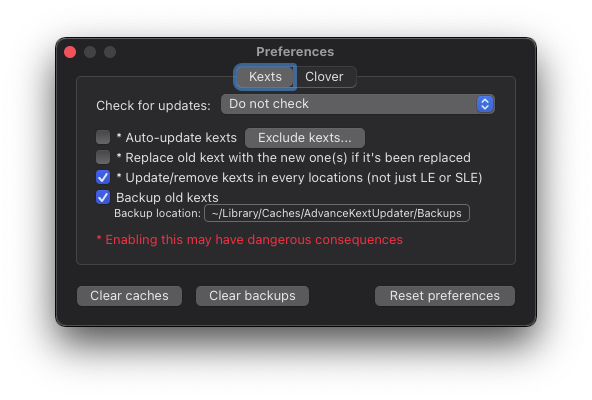 Preferences
Kexts Clover
Check for updates: Do not check
* Auto-update kexts Exclude kexts...
* Replace old kext with the new one(s) if it's been replaced
* Update/remove kexts in every locations (not just LE or SLE)
Backup old kexts
Backup location: ~/Library/Caches/AdvanceKextUpdater/Backups
* Enabling this may have dangerous consequences
Clear caches Clear backups Reset preferences